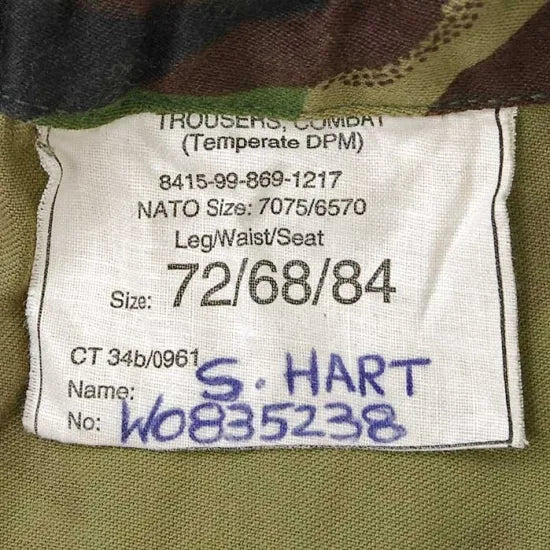 TROUSERS, COMBAT
(Temperate DPM)
8415-99-869-1217
NATO Size: 7075/6570
Leg/Waist/Seat
Size: 72/68/84
CT 34b/0961
Name: S. HART
No: W0835238